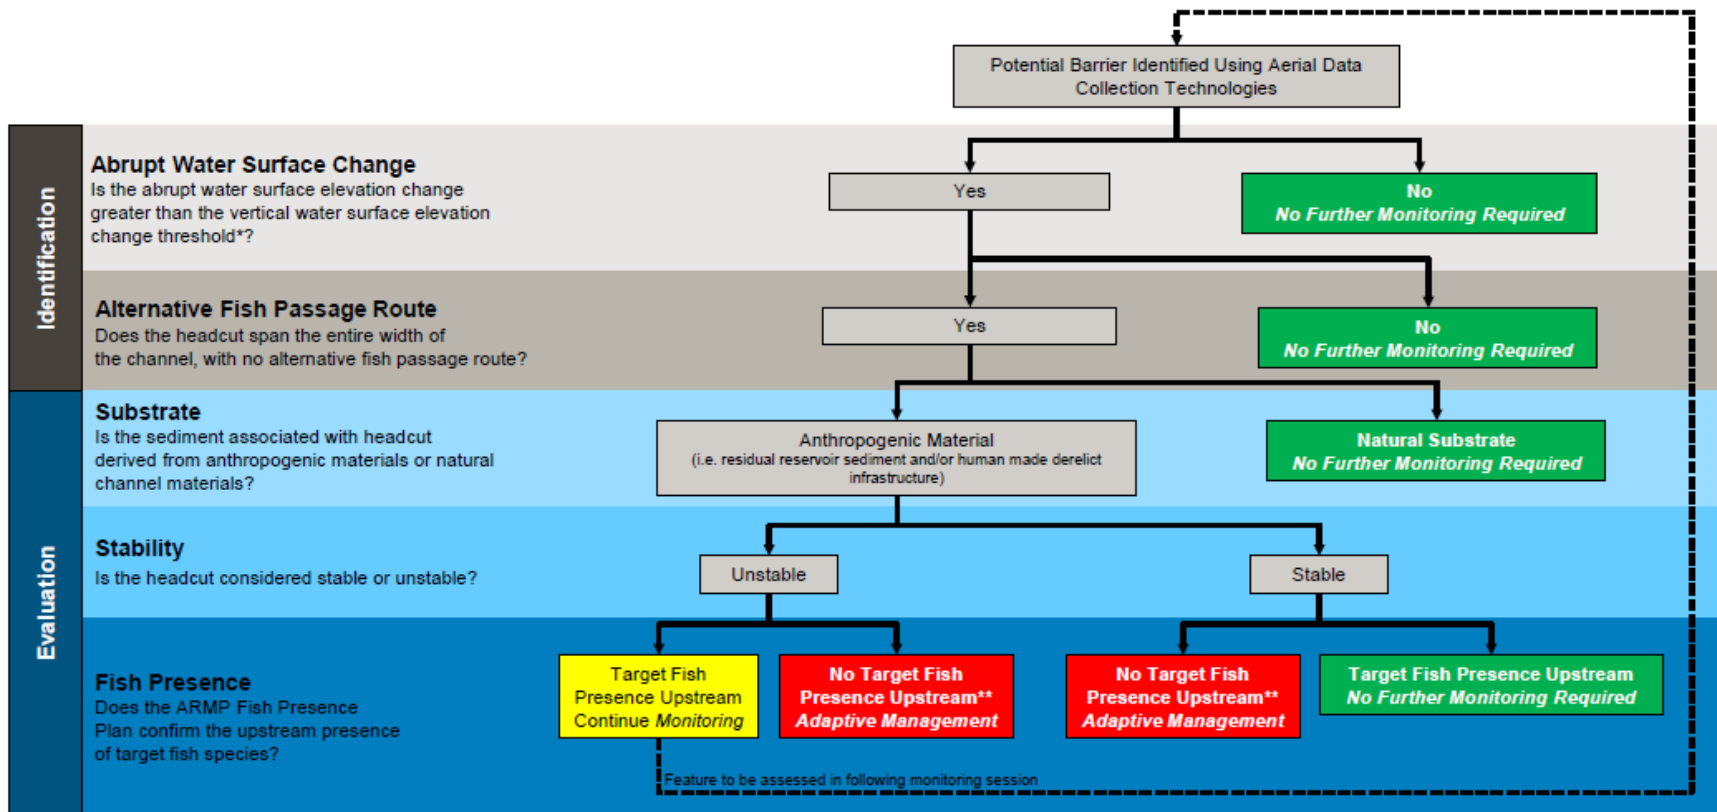 Potential Barrier Identified Using Aerial Data
Collection Technologies
Identification
Abrupt Water Surface Change
Is the abrupt water surface elevation change
greater than the vertical water surface elevation
change threshold*?
Yes
No
No Further Monitoring Required
Alternative Fish Passage Route
Does the headcut span the entire width of
the channel, with no alternative fish passage route?
Yes
No
No Further Monitoring Required
Evaluation
Substrate
Is the sediment associated with headcut
derived from anthropogenic materials or natural
channel materials?
Anthropogenic Material
(i.e. residual reservoir sediment and/or human made derelict
infrastructure)
Natural Substrate
No Further Monitoring Required
Stability
Is the headcut considered stable or unstable?
Unstable
Stable
Fish Presence
Does the ARMP Fish Presence
Plan confirm the upstream presence
of target fish species?
Target Fish
Presence Upstream
Continue Monitoring
No Target Fish
Presence Upstream**
Adaptive Management
No Target Fish
Presence Upstream**
Adaptive Management
Target Fish Presence Upstream
No Further Monitoring Required
Feature to be assessed in following monitoring session